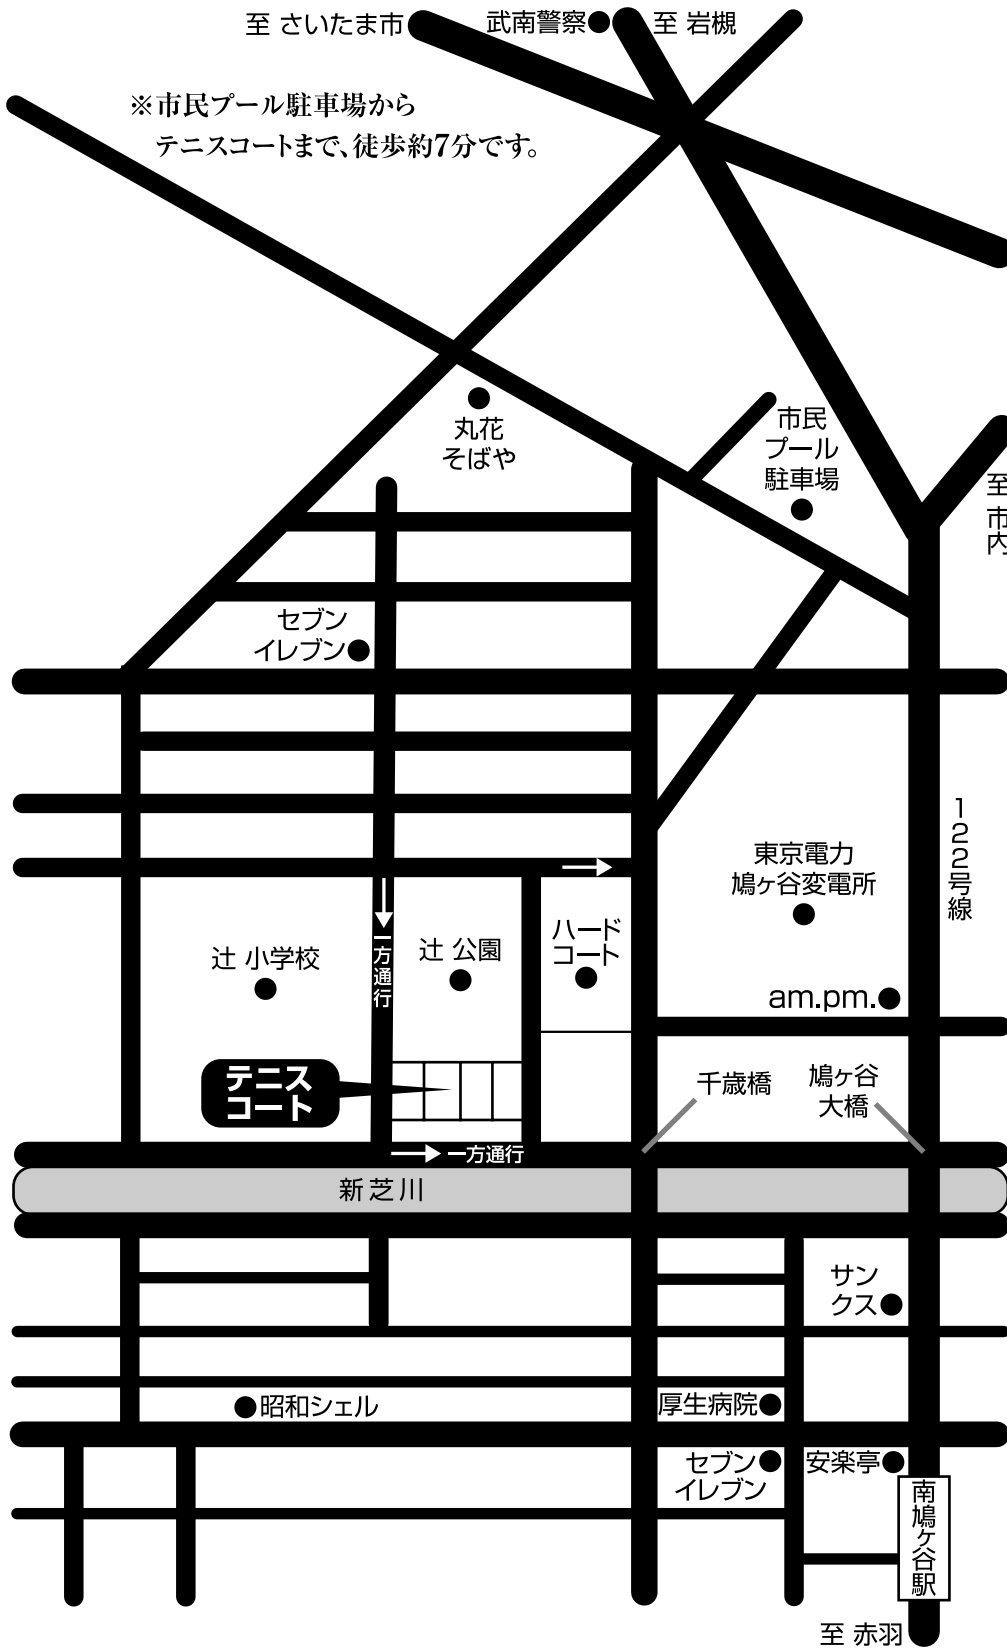 至 さいたま市
武南警察
至 岩槻
※市民プール駐車場から
テニスコートまで、徒歩約7分です。
丸花
そばや
市民
プール
駐車場
至 市内
セブン
イレブン
122号線
東京電力
鳩ヶ谷変電所
ハード
コート
一方通行
辻 公園
辻 小学校
am.pm.
テニス
コート
千歳橋
鳩ヶ谷
大橋
一方通行
新芝川
サン
クス
昭和シェル
厚生病院
セブン
イレブン
安楽亭
南鳩ヶ谷駅
至 赤羽